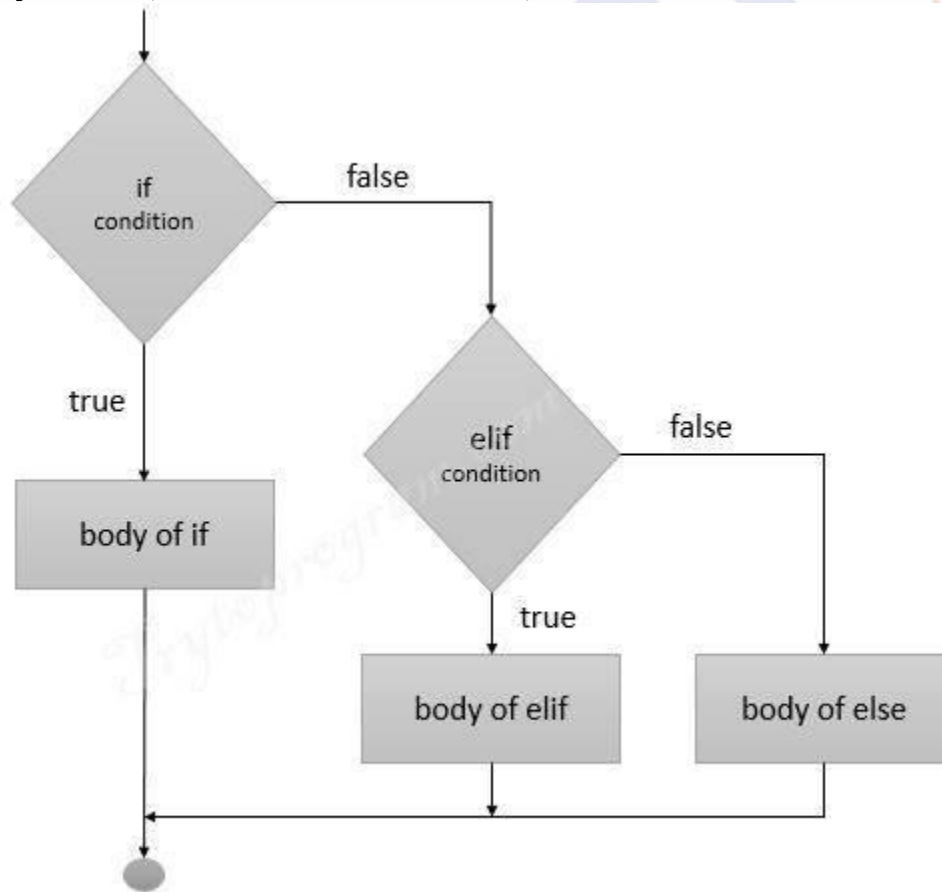 if
condition
false
true
elif
condition
false
body of if
true
body of elif
body of else